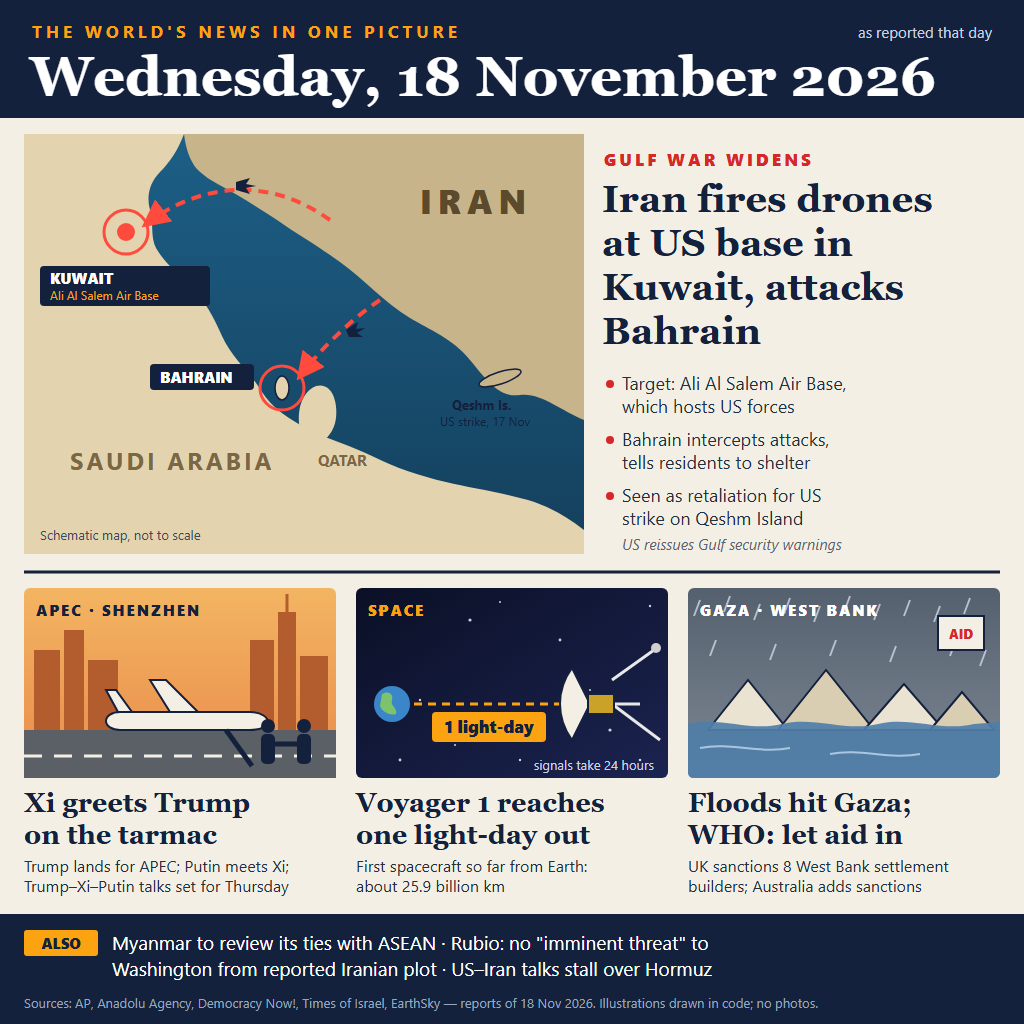 THE WORLD'S NEWS IN ONE PICTURE
as reported that day
Wednesday, 18 November 2026
IRAN
KUWAIT
Ali Al Salem Air Base
BAHRAIN
Qeshm Is.
US strike, 17 Nov
SAUDI ARABIA
QATAR
Schematic map, not to scale
GULF WAR WIDENS
Iran fires drones
at US base in
Kuwait, attacks
Bahrain
Target: Ali Al Salem Air Base,
which hosts US forces
Bahrain intercepts attacks,
tells residents to shelter
Seen as retaliation for US
strike on Qeshm Island
US reissues Gulf security warnings
APEC · SHENZHEN
Xi greets Trump
on the tarmac
Trump lands for APEC; Putin meets Xi;
Trump–Xi–Putin talks set for Thursday
SPACE
1 light-day
signals take 24 hours
Voyager 1 reaches
one light-day out
First spacecraft so far from Earth:
about 25.9 billion km
GAZA · WEST BANK
AID
Floods hit Gaza;
WHO: let aid in
UK sanctions 8 West Bank settlement
builders; Australia adds sanctions
ALSO
Myanmar to review its ties with ASEAN · Rubio: no "imminent threat" to
Washington from reported Iranian plot · US–Iran talks stall over Hormuz
Sources: AP, Anadolu Agency, Democracy Now!, Times of Israel, EarthSky — reports of 18 Nov 2026. Illustrations drawn in code; no photos.